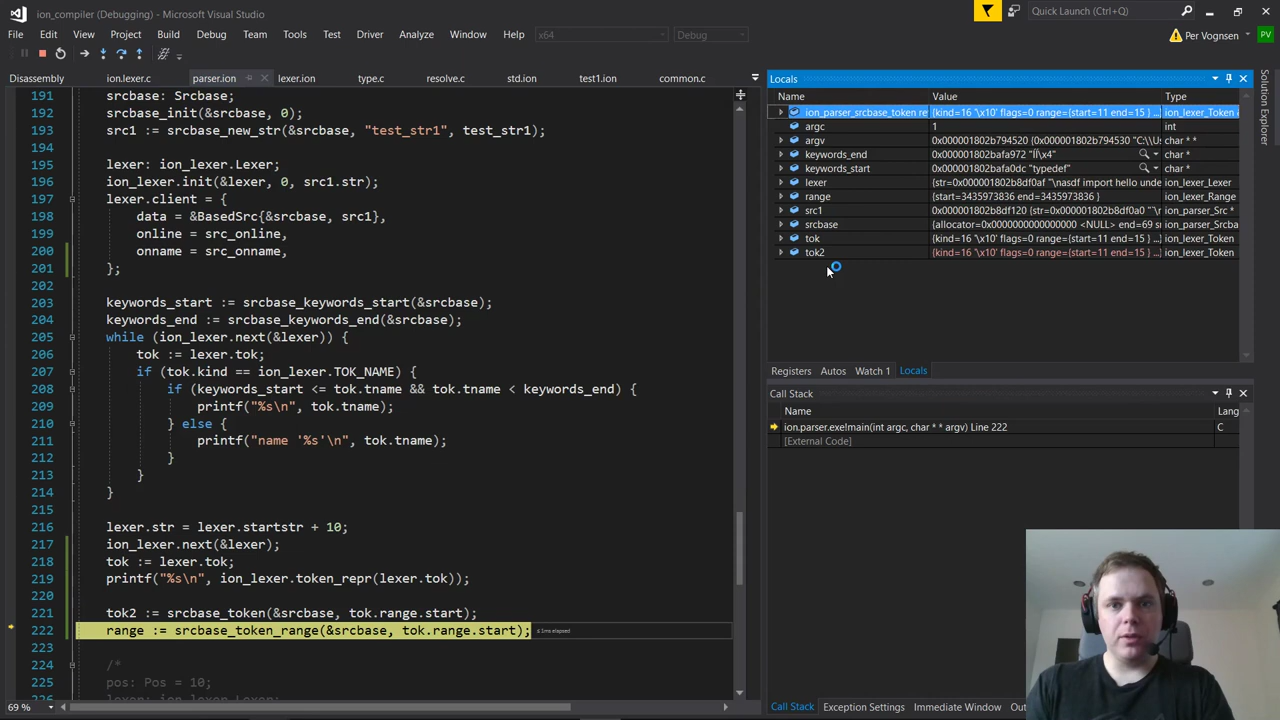 ion_compiler (Debugging) - Microsoft Visual Studio
Quick Launch (Ctrl+Q)
File Edit View Project Build Debug Team Tools Test Driver Analyze Window Help x64 Debug
Per Vognsen PV
Disassembly ion.lexer.c parser.ion lexer.ion type.c resolve.c std.ion test1.ion common.c
191 srcbase: Srcbase;
192 srcbase_init(&srcbase, 0);
193 src1 := srcbase_new_str(&srcbase, "test_str1", test_str1);
194
195 lexer: ion_lexer.Lexer;
196 ion_lexer.init(&lexer, 0, src1.str);
197 lexer.client = {
198 data = &BasedSrc{&srcbase, src1},
199 online = src_online,
200 onname = src_onname,
201 };
202
203 keywords_start := srcbase_keywords_start(&srcbase);
204 keywords_end := srcbase_keywords_end(&srcbase);
205 while (ion_lexer.next(&lexer)) {
206 tok := lexer.tok;
207 if (tok.kind == ion_lexer.TOK_NAME) {
208 if (keywords_start <= tok.tname && tok.tname < keywords_end) {
209 printf("%s\n", tok.tname);
210 } else {
211 printf("name '%s'\n", tok.tname);
212 }
213 }
214 }
215
216 lexer.str = lexer.startstr + 10;
217 ion_lexer.next(&lexer);
218 tok := lexer.tok;
219 printf("%s\n", ion_lexer.token_repr(lexer.tok));
220
221 tok2 := srcbase_token(&srcbase, tok.range.start);
222 range := srcbase_token_range(&srcbase, tok.range.start); ≤ 1ms elapsed
223
224 /*
225 pos: Pos = 10;
69 %
Locals
Name Value Type
ion_parser_srcbase_token re {kind=16 '\x10' flags=0 range={start=11 end=15 } ...} ion_lexer_Token
argc 1 int
argv 0x000001802b794520 {0x000001802b794530 "C:\\U char * *
keywords_end char *
keywords_start 0x000001802bafa0dc "typedef" char *
lexer {str=0x000001802b8df0af "\nasdf import hello unde ion_lexer_Lexer
range {start=3435973836 end=3435973836 } ion_lexer_Range
src1 0x000001802b8df120 {str=0x000001802b8df0a0 "\r ion_parser_Src *
srcbase {allocator=0x0000000000000000 <NULL> end=69 s ion_parser_Srcba
tok {kind=16 '\x10' flags=0 range={start=11 end=15 } ...} ion_lexer_Token
tok2 {kind=16 '\x10' flags=0 range={start=11 end=15 } ...} ion_lexer_Token
Registers Autos Watch 1 Locals
Call Stack
Name Lang
ion.parser.exe!main(int argc, char * * argv) Line 222 C
[External Code]
Call Stack Exception Settings Immediate Window Ou
Solution Explorer